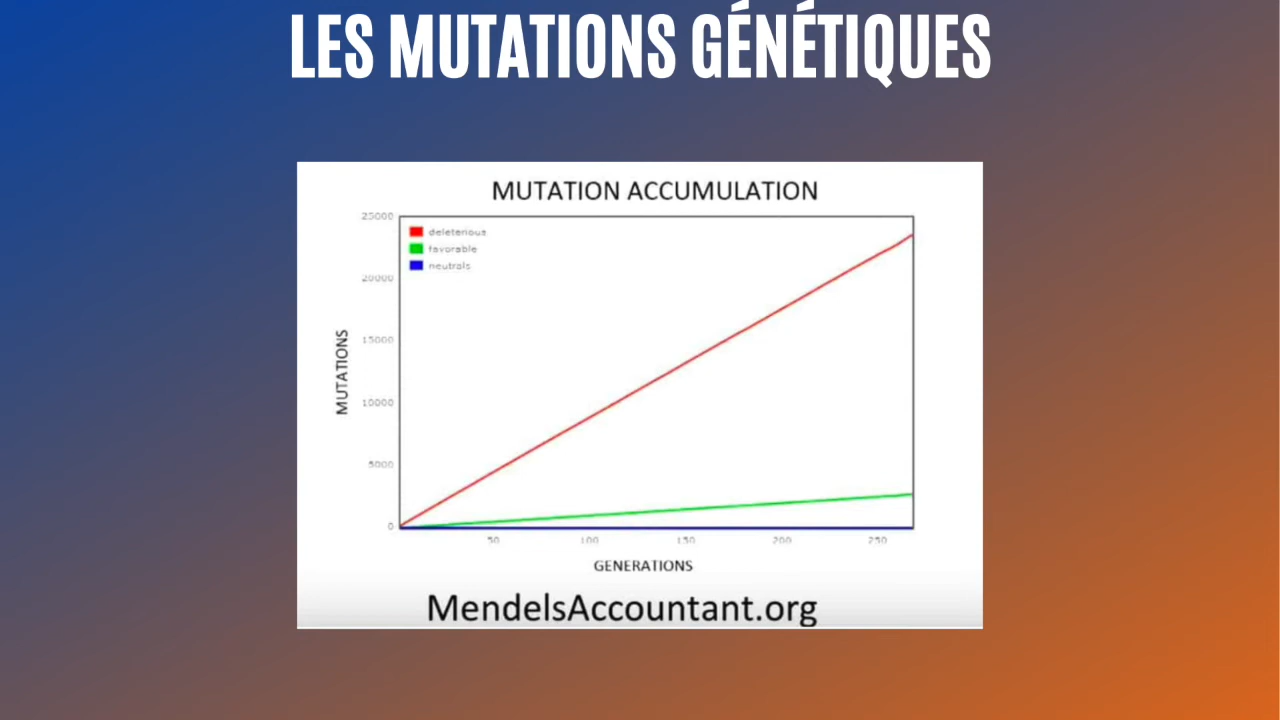 LES MUTATIONS GÉNÉTIQUES
MUTATION ACCUMULATION
25000
deleterious
favorable
neutrals
20000
15000
MUTATIONS
10000
5000
0
50 100 150 200 250
GENERATIONS
MendelsAccountant.org